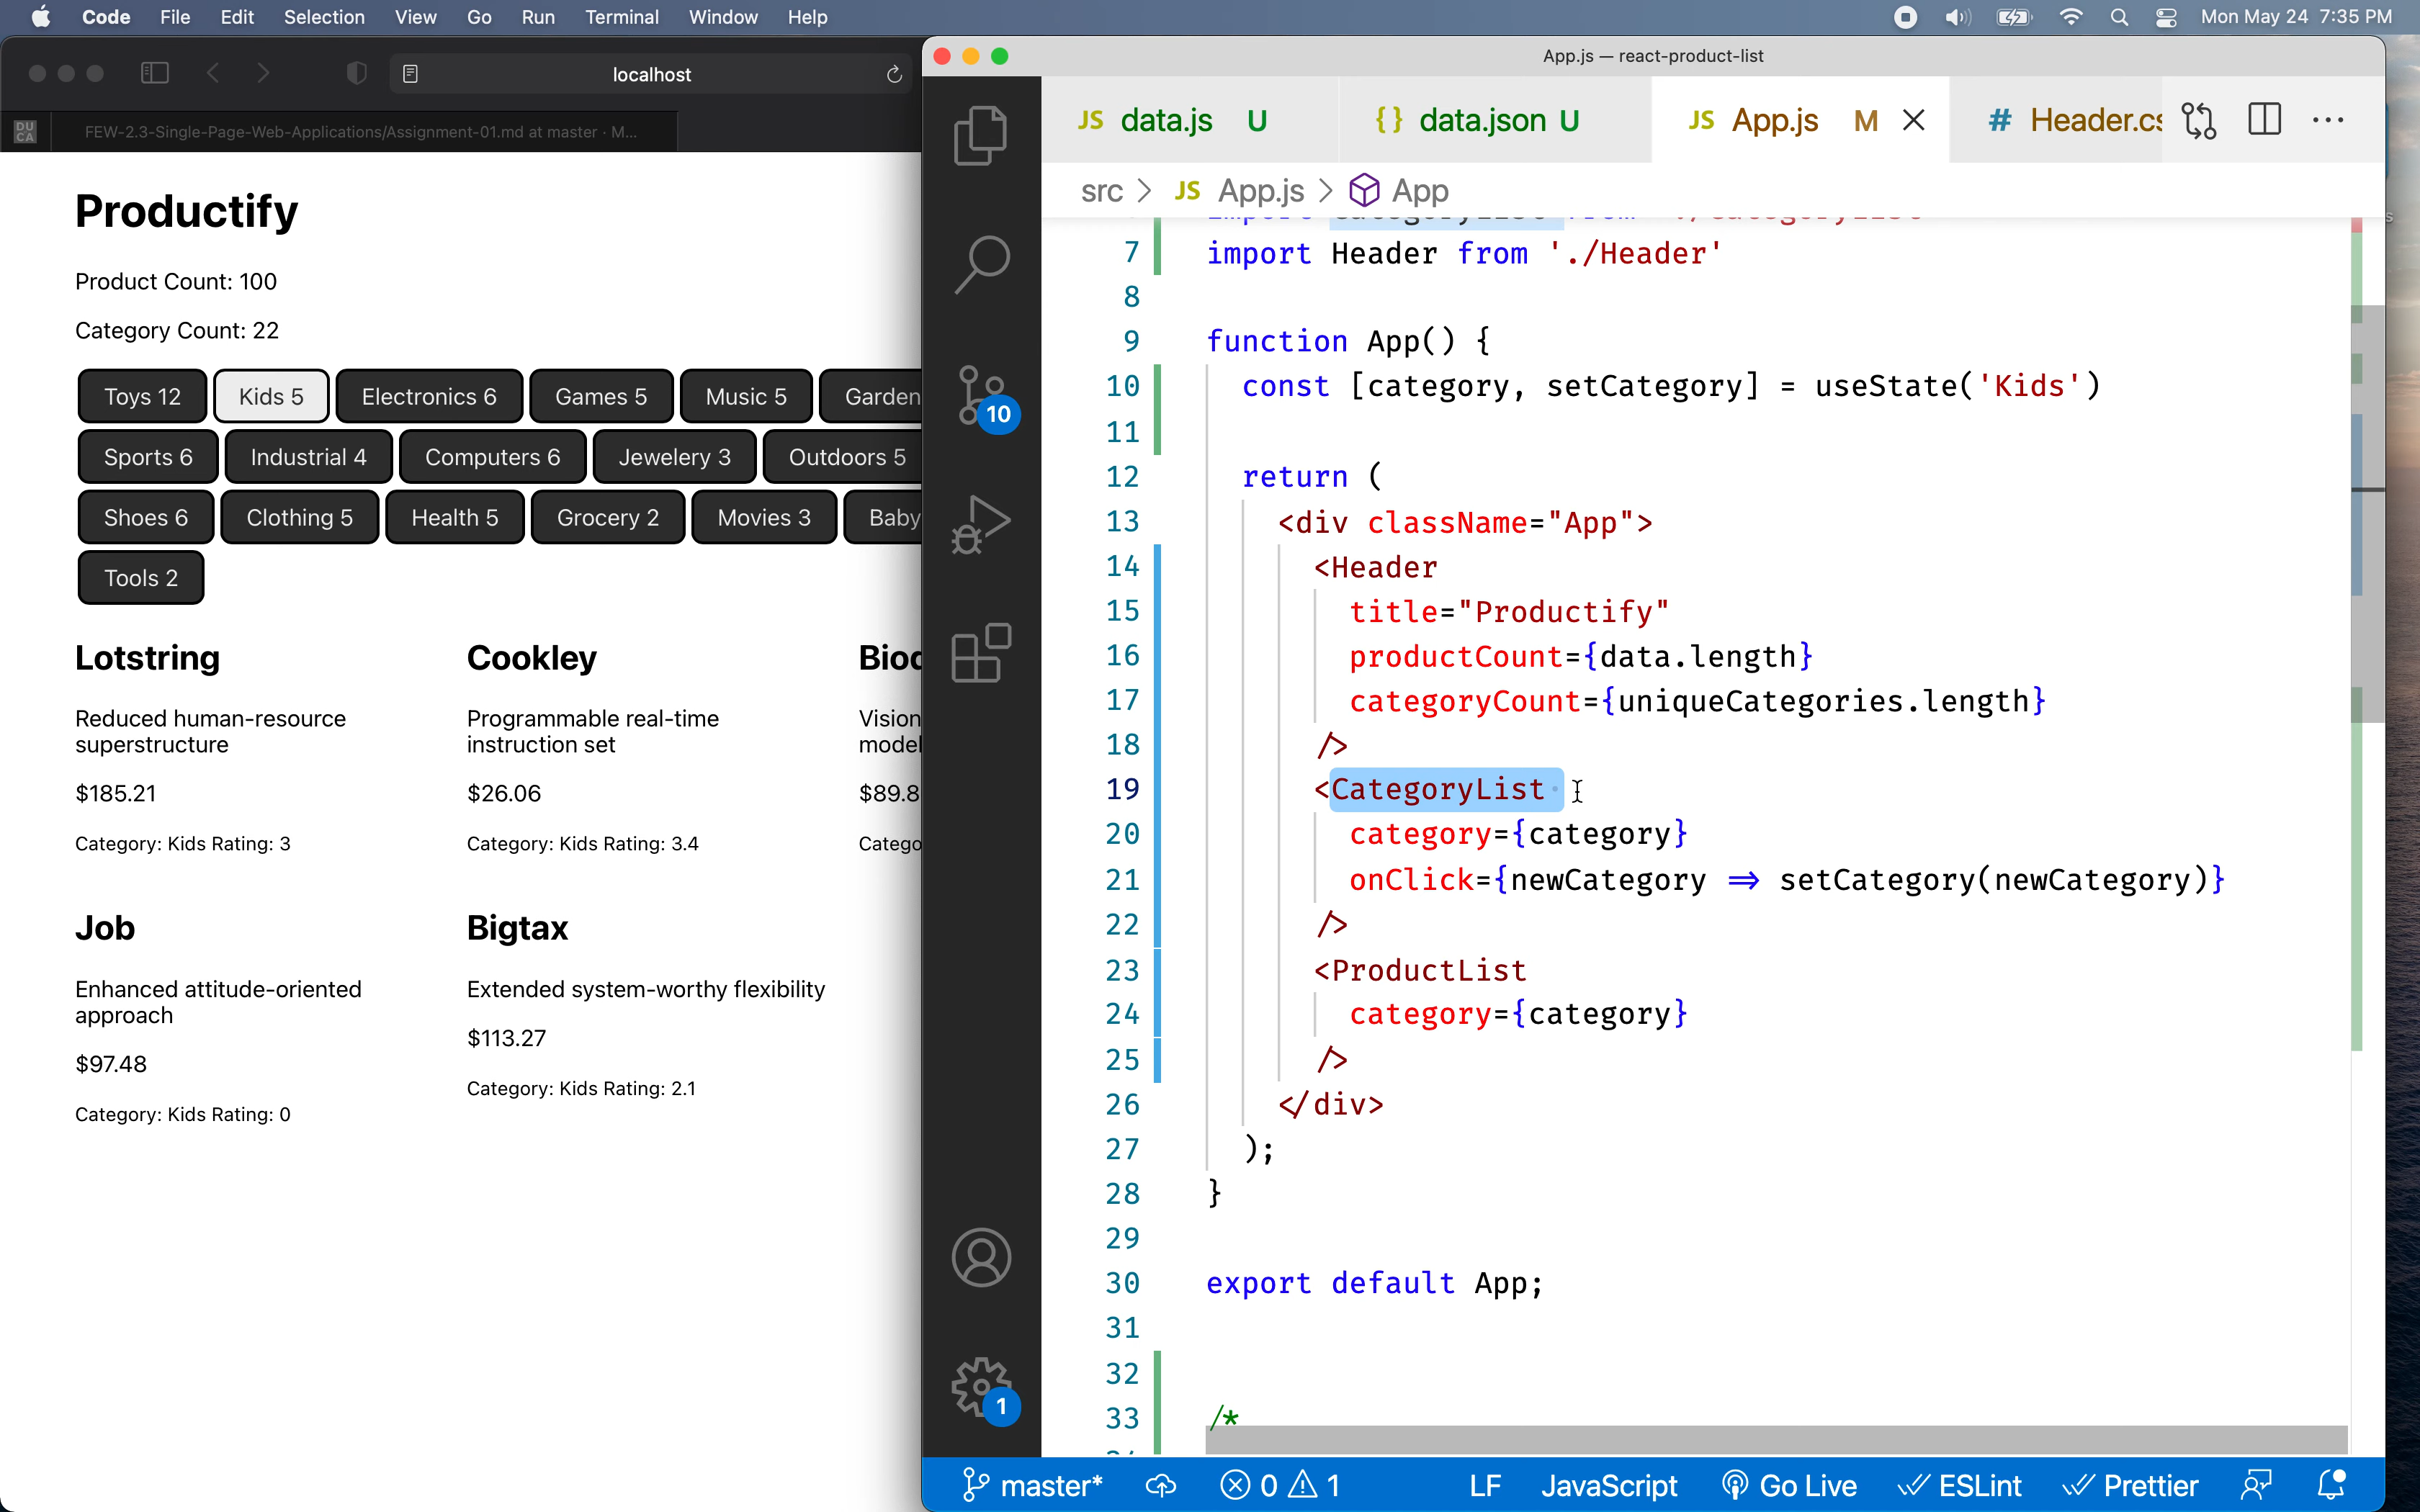 Code File Edit Selection View Go Run Terminal Window Help Mon May 24 7:35 PM
localhost
DU
CA
FEW-2.3-Single-Page-Web-Applications/Assignment-01.md at master · M...
Productify
Product Count: 100
Category Count: 22
Toys 12 Kids 5 Electronics 6 Games 5 Music 5 Garden
Sports 6 Industrial 4 Computers 6 Jewelery 3 Outdoors 5
Shoes 6 Clothing 5 Health 5 Grocery 2 Movies 3 Baby
Tools 2
Lotstring
Reduced human-resource
superstructure
$185.21
Category: Kids Rating: 3
Cookley
Programmable real-time
instruction set
$26.06
Category: Kids Rating: 3.4
Vision
model
$89.8
Catego
Job
Enhanced attitude-oriented
approach
$97.48
Category: Kids Rating: 0
Bigtax
Extended system-worthy flexibility
$113.27
Category: Kids Rating: 2.1
App.js — react-product-list
JS data.js U {} data.json U JS App.js M # Header.cs
src > JS App.js > App
7 import Header from './Header'
8
9 function App() {
10 const [category, setCategory] = useState('Kids')
11
12 return (
13 <div className="App">
14 <Header
15 title="Productify"
16 productCount={data.length}
17 categoryCount={uniqueCategories.length}
18 />
19 <CategoryList
20 category={category}
21 onClick={newCategory => setCategory(newCategory)}
22 />
23 <ProductList
24 category={category}
25 />
26 </div>
27 );
28 }
29
30 export default App;
31
32
33 /*
10
1
master* 0 1 LF JavaScript Go Live ESLint Prettier